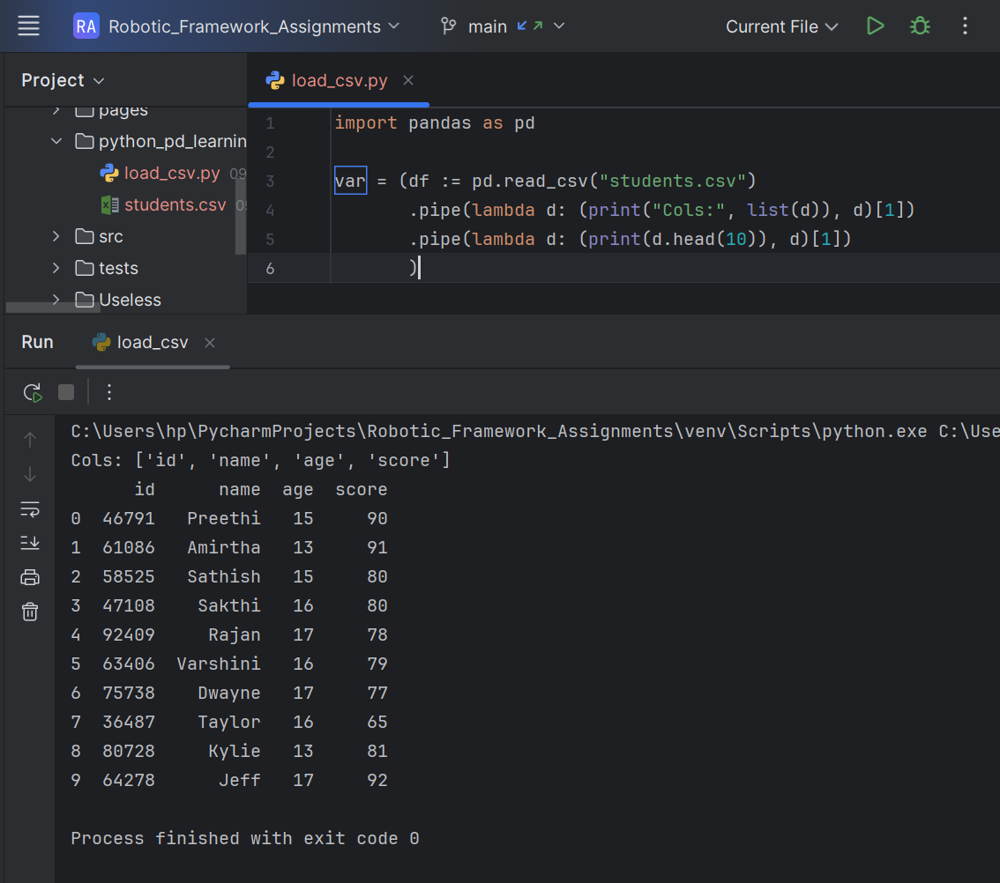 RA Robotic_Framework_Assignments main Current File
Project
load_csv.py
pages
python_pd_learnin
load_csv.py 09
students.csv
src
tests
Useless
1 import pandas as pd
2
3 var = (df := pd.read_csv("students.csv")
4 .pipe(lambda d: (print("Cols:", list(d)), d)[1])
5 .pipe(lambda d: (print(d.head(10)), d)[1])
6 )
Run load_csv
C:\Users\hp\PycharmProjects\Robotic_Framework_Assignments\venv\Scripts\python.exe C:\Use
Cols: ['id', 'name', 'age', 'score']
id name age score
0 46791 Preethi 15 90
1 61086 Amirtha 13 91
2 58525 Sathish 15 80
3 47108 Sakthi 16 80
4 92409 Rajan 17 78
5 63406 Varshini 16 79
6 75738 Dwayne 17 77
7 36487 Taylor 16 65
8 80728 Kylie 13 81
9 64278 Jeff 17 92
Process finished with exit code 0